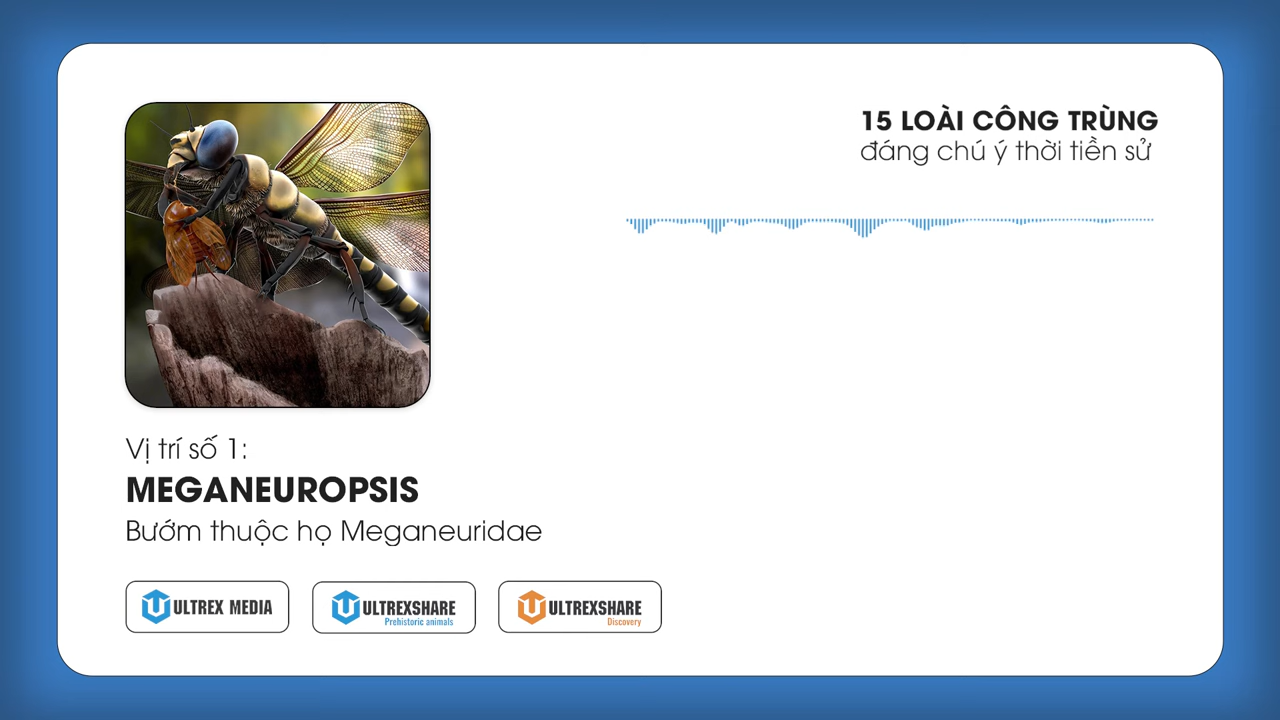 15 LOÀI CÔNG TRÙNG
đáng chú ý thời tiền sử
Vị trí số 1:
MEGANEUROPSIS
Bướm thuộc họ Meganeuridae
ULTREX MEDIA
ULTREXSHARE
Prehistoric animals
ULTREXSHARE
Discovery